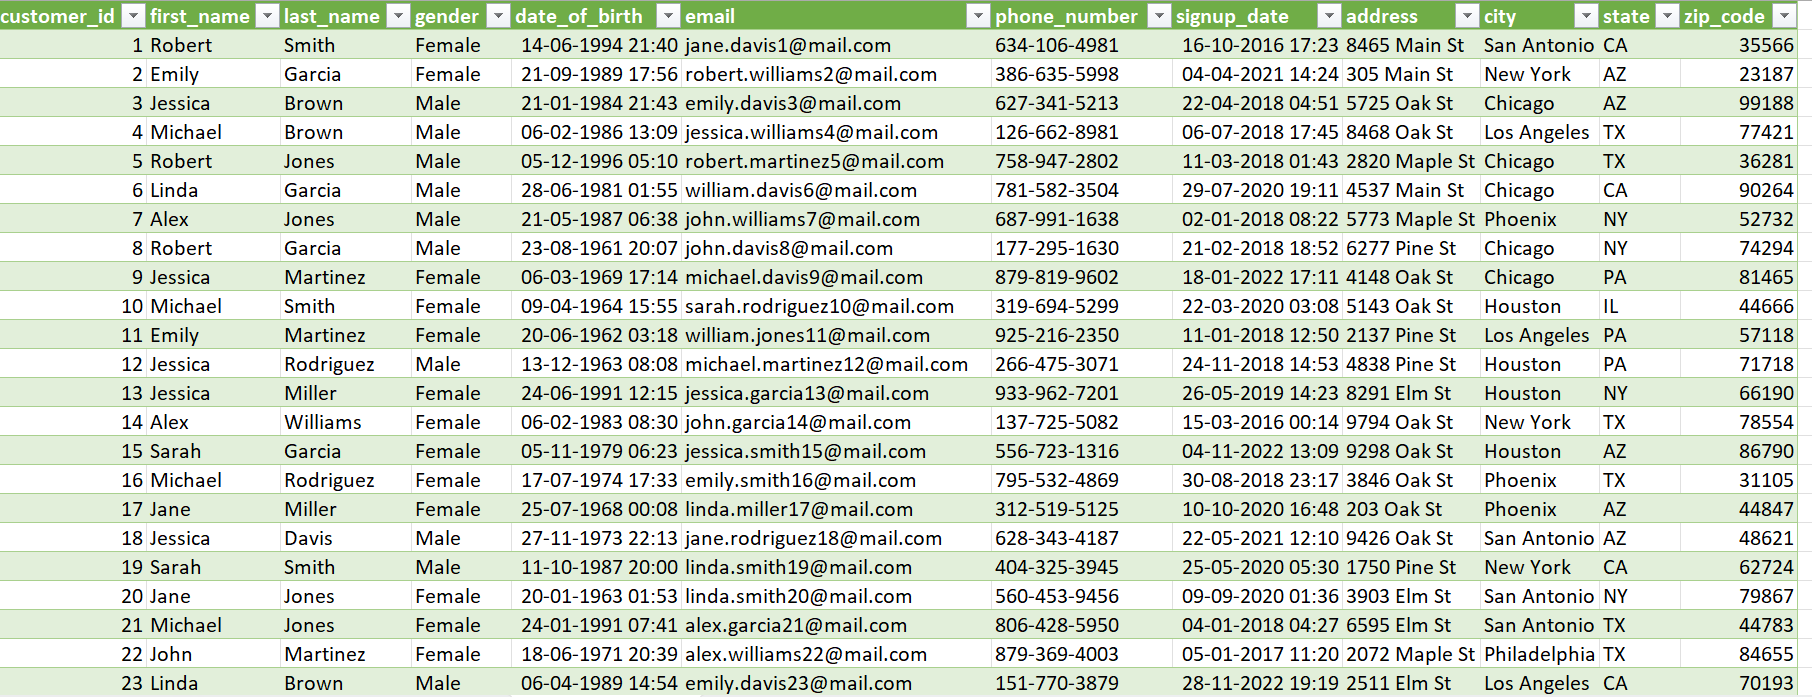 customer_id first_name last_name gender date_of_birth email phone_number signup_date address city state zip_code
1 Robert Smith Female 14-06-1994 21:40 jane.davis1@mail.com 634-106-4981 16-10-2016 17:23 8465 Main St San Antonio CA 35566
2 Emily Garcia Female 21-09-1989 17:56 robert.williams2@mail.com 386-635-5998 04-04-2021 14:24 305 Main St New York AZ 23187
3 Jessica Brown Male 21-01-1984 21:43 emily.davis3@mail.com 627-341-5213 22-04-2018 04:51 5725 Oak St Chicago AZ 99188
4 Michael Brown Male 06-02-1986 13:09 jessica.williams4@mail.com 126-662-8981 06-07-2018 17:45 8468 Oak St Los Angeles TX 77421
5 Robert Jones Male 05-12-1996 05:10 robert.martinez5@mail.com 758-947-2802 11-03-2018 01:43 2820 Maple St Chicago TX 36281
6 Linda Garcia Male 28-06-1981 01:55 william.davis6@mail.com 781-582-3504 29-07-2020 19:11 4537 Main St Chicago CA 90264
7 Alex Jones Male 21-05-1987 06:38 john.williams7@mail.com 687-991-1638 02-01-2018 08:22 5773 Maple St Phoenix NY 52732
8 Robert Garcia Male 23-08-1961 20:07 john.davis8@mail.com 177-295-1630 21-02-2018 18:52 6277 Pine St Chicago NY 74294
9 Jessica Martinez Female 06-03-1969 17:14 michael.davis9@mail.com 879-819-9602 18-01-2022 17:11 4148 Oak St Chicago PA 81465
10 Michael Smith Female 09-04-1964 15:55 sarah.rodriguez10@mail.com 319-694-5299 22-03-2020 03:08 5143 Oak St Houston IL 44666
11 Emily Martinez Female 20-06-1962 03:18 william.jones11@mail.com 925-216-2350 11-01-2018 12:50 2137 Pine St Los Angeles PA 57118
12 Jessica Rodriguez Male 13-12-1963 08:08 michael.martinez12@mail.com 266-475-3071 24-11-2018 14:53 4838 Pine St Houston PA 71718
13 Jessica Miller Female 24-06-1991 12:15 jessica.garcia13@mail.com 933-962-7201 26-05-2019 14:23 8291 Elm St Houston NY 66190
14 Alex Williams Female 06-02-1983 08:30 john.garcia14@mail.com 137-725-5082 15-03-2016 00:14 9794 Oak St New York TX 78554
15 Sarah Garcia Female 05-11-1979 06:23 jessica.smith15@mail.com 556-723-1316 04-11-2022 13:09 9298 Oak St Houston AZ 86790
16 Michael Rodriguez Female 17-07-1974 17:33 emily.smith16@mail.com 795-532-4869 30-08-2018 23:17 3846 Oak St Phoenix TX 31105
17 Jane Miller Female 25-07-1968 00:08 linda.miller17@mail.com 312-519-5125 10-10-2020 16:48 203 Oak St Phoenix AZ 44847
18 Jessica Davis Male 27-11-1973 22:13 jane.rodriguez18@mail.com 628-343-4187 22-05-2021 12:10 9426 Oak St San Antonio AZ 48621
19 Sarah Smith Male 11-10-1987 20:00 linda.smith19@mail.com 404-325-3945 25-05-2020 05:30 1750 Pine St New York CA 62724
20 Jane Jones Female 20-01-1963 01:53 linda.smith20@mail.com 560-453-9456 09-09-2020 01:36 3903 Elm St San Antonio NY 79867
21 Michael Jones Female 24-01-1991 07:41 alex.garcia21@mail.com 806-428-5950 04-01-2018 04:27 6595 Elm St San Antonio TX 44783
22 John Martinez Female 18-06-1971 20:39 alex.williams22@mail.com 879-369-4003 05-01-2017 11:20 2072 Maple St Philadelphia TX 84655
23 Linda Brown Male 06-04-1989 14:54 emily.davis23@mail.com 151-770-3879 28-11-2022 19:19 2511 Elm St Los Angeles CA 70193